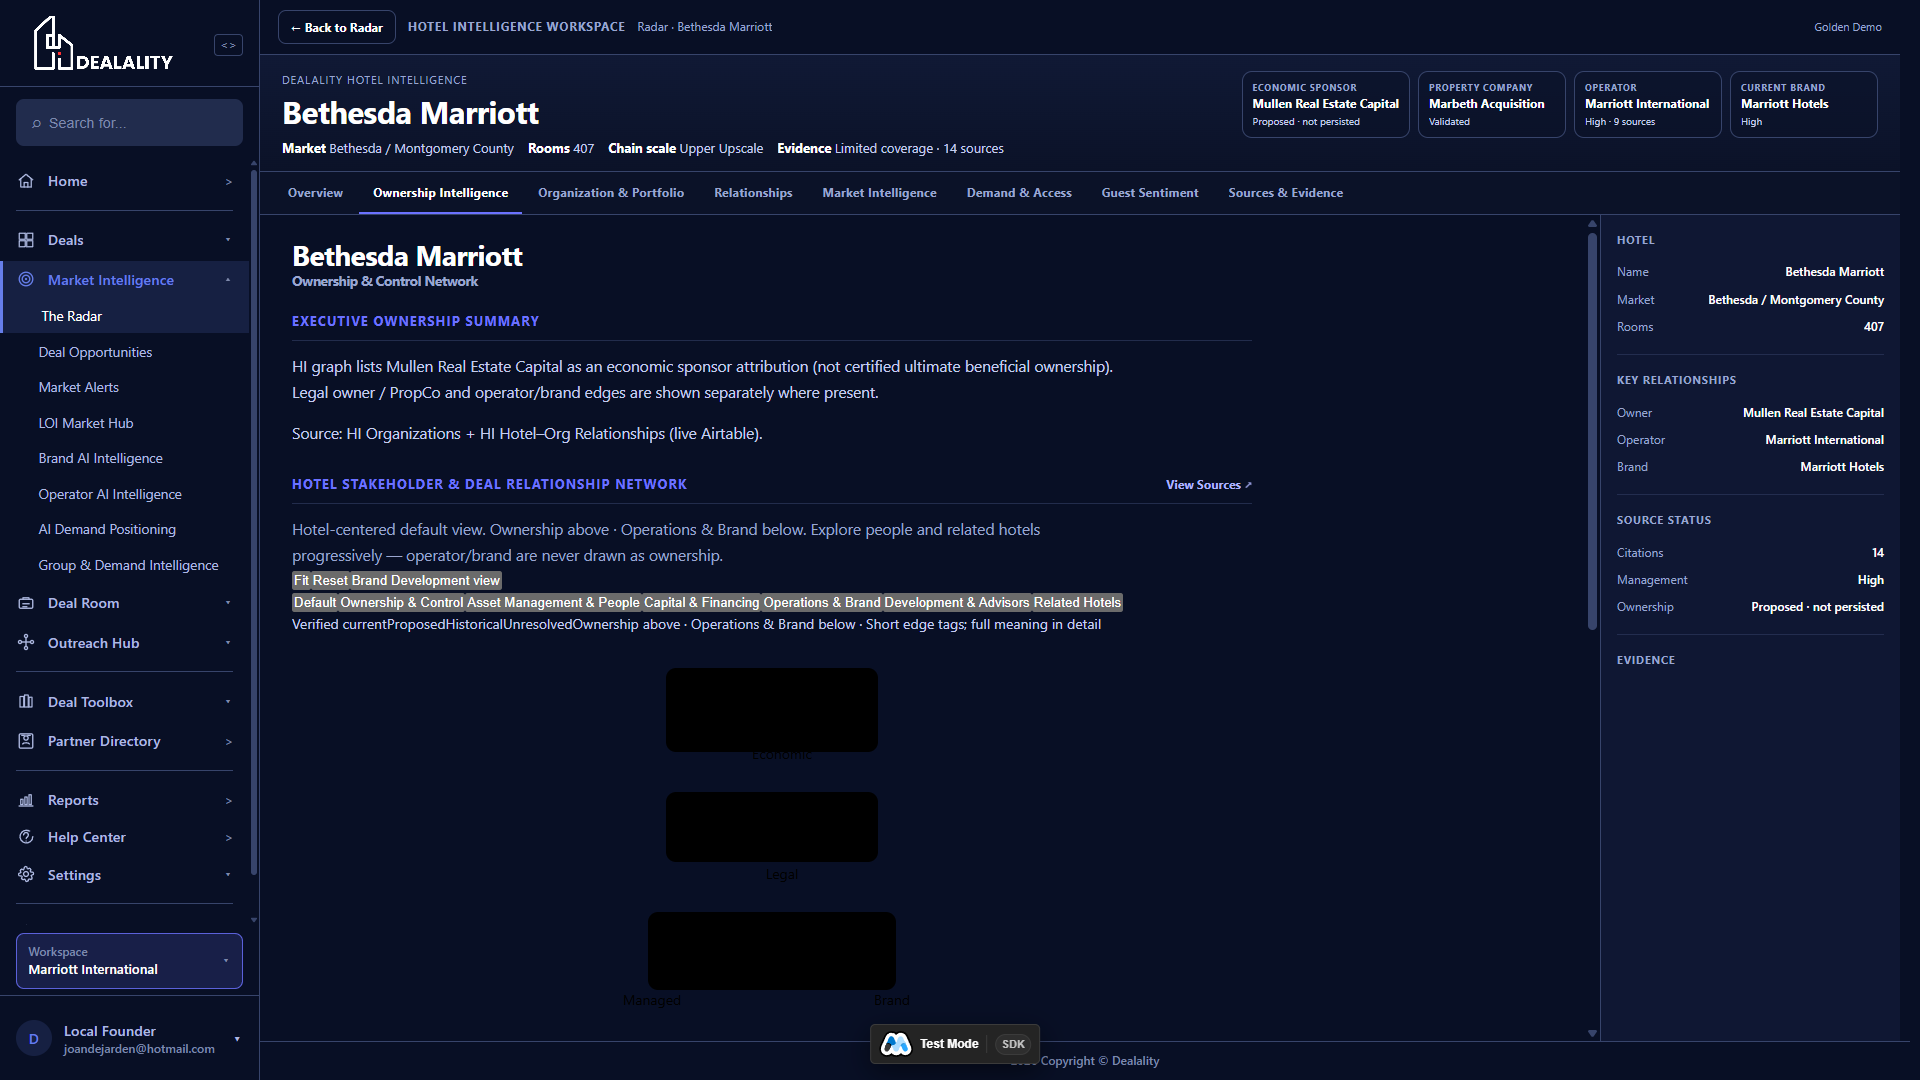 DEALALITY
< >
Search for...
Home
Deals
Market Intelligence
The Radar
Deal Opportunities
Market Alerts
LOI Market Hub
Brand AI Intelligence
Operator AI Intelligence
AI Demand Positioning
Group & Demand Intelligence
Deal Room
Outreach Hub
Deal Toolbox
Partner Directory
Reports
Help Center
Settings
Workspace
Marriott International
D
Local Founder
joandejarden@hotmail.com
← Back to Radar
HOTEL INTELLIGENCE WORKSPACE
Radar · Bethesda Marriott
Golden Demo
DEALALITY HOTEL INTELLIGENCE
Bethesda Marriott
Market Bethesda / Montgomery County Rooms 407 Chain scale Upper Upscale Evidence Limited coverage · 14 sources
ECONOMIC SPONSOR
Mullen Real Estate Capital
Proposed · not persisted
PROPERTY COMPANY
Marbeth Acquisition
Validated
OPERATOR
Marriott International
High · 9 sources
CURRENT BRAND
Marriott Hotels
High
Overview
Ownership Intelligence
Organization & Portfolio
Relationships
Market Intelligence
Demand & Access
Guest Sentiment
Sources & Evidence
Bethesda Marriott
Ownership & Control Network
EXECUTIVE OWNERSHIP SUMMARY
HI graph lists Mullen Real Estate Capital as an economic sponsor attribution (not certified ultimate beneficial ownership).
Legal owner / PropCo and operator/brand edges are shown separately where present.
Source: HI Organizations + HI Hotel–Org Relationships (live Airtable).
HOTEL STAKEHOLDER & DEAL RELATIONSHIP NETWORK
View Sources ↗
Hotel-centered default view. Ownership above · Operations & Brand below. Explore people and related hotels
progressively — operator/brand are never drawn as ownership.
Fit Reset Brand Development view
Default Ownership & Control Asset Management & People Capital & Financing Operations & Brand Development & Advisors Related Hotels
Verified currentProposedHistoricalUnresolvedOwnership above · Operations & Brand below · Short edge tags; full meaning in detail
Economic
Legal
Managed
Brand
HOTEL
Name Bethesda Marriott
Market Bethesda / Montgomery County
Rooms 407
KEY RELATIONSHIPS
Owner Mullen Real Estate Capital
Operator Marriott International
Brand Marriott Hotels
SOURCE STATUS
Citations 14
Management High
Ownership Proposed · not persisted
EVIDENCE
Test Mode SDK
Copyright © Dealality